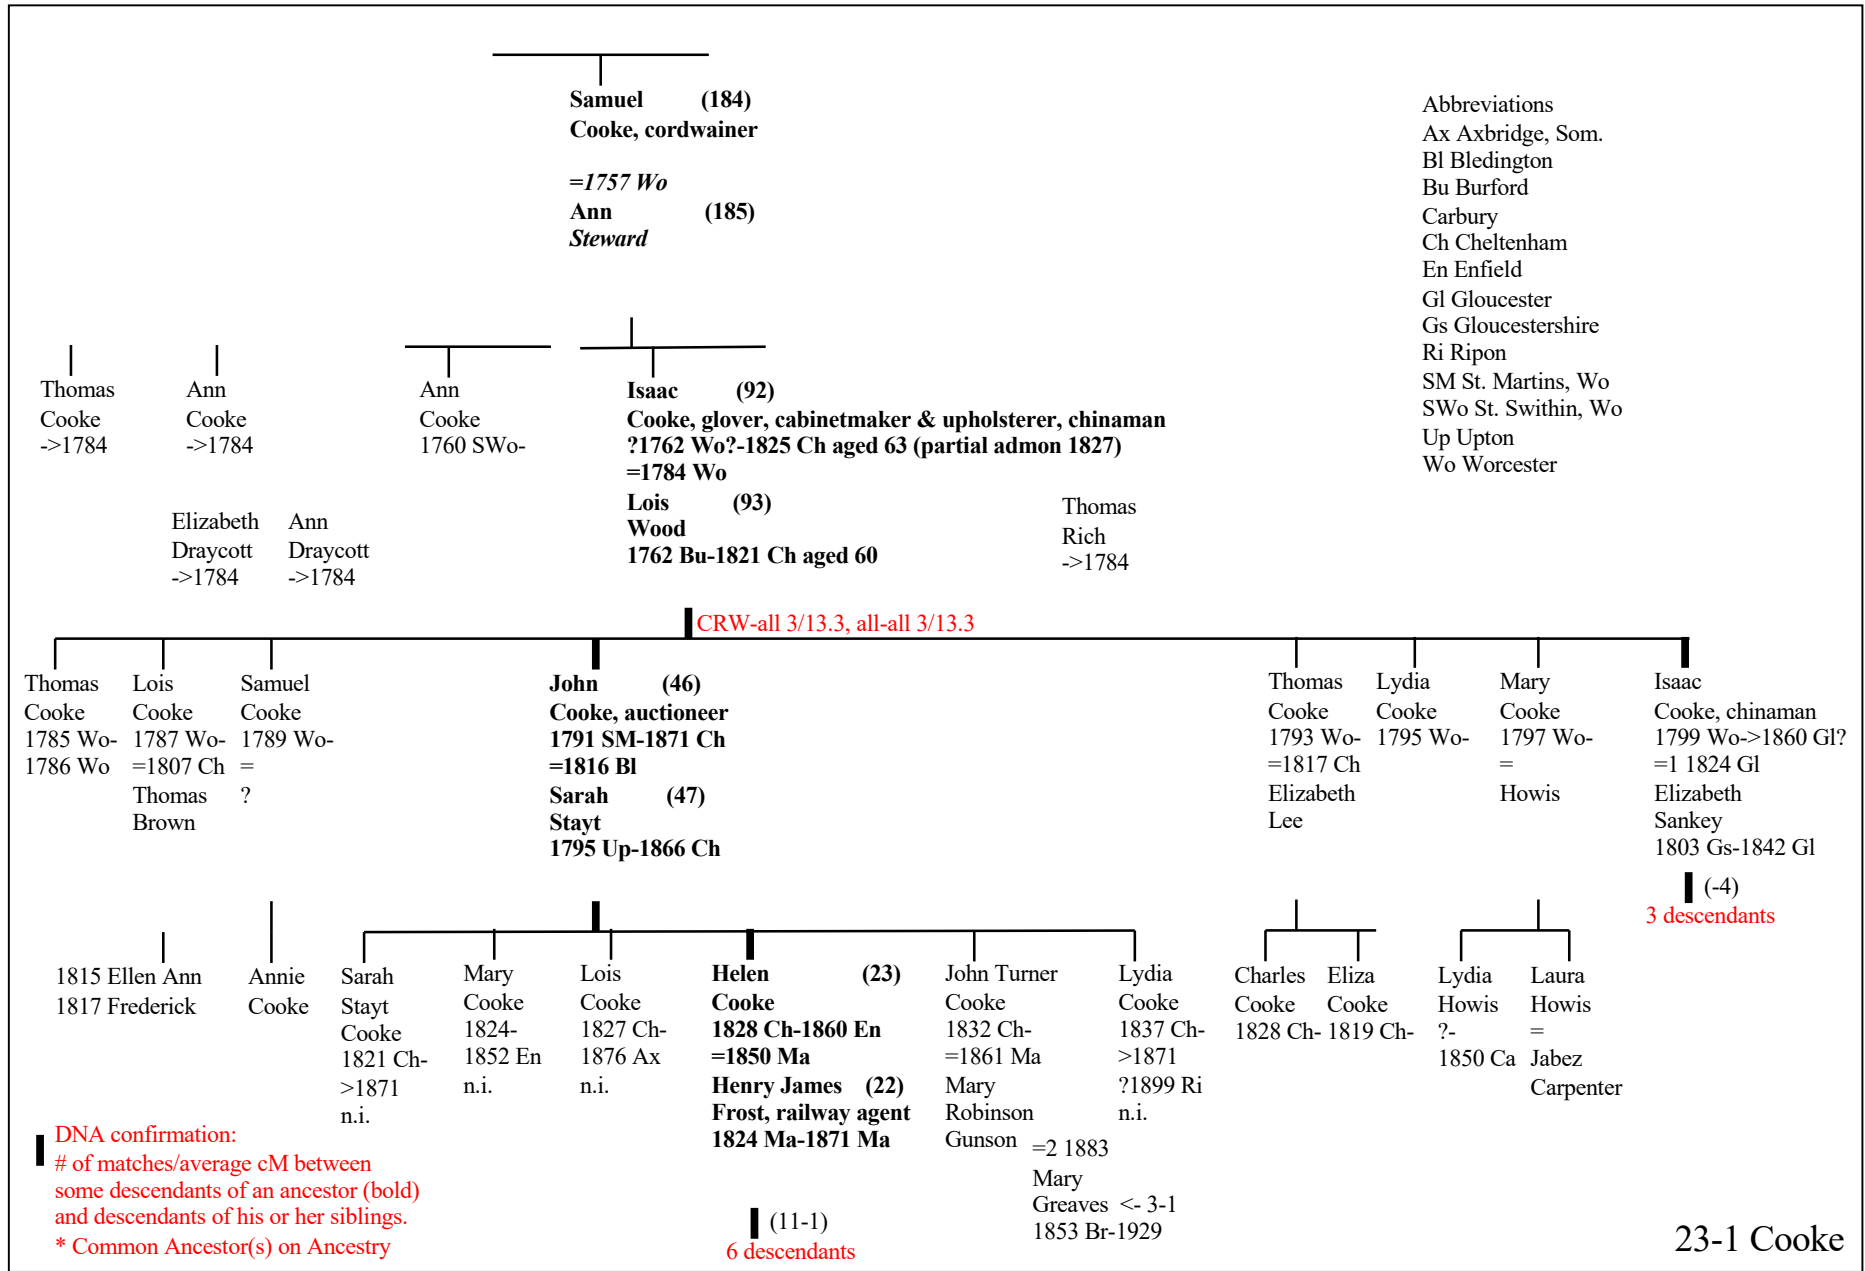 Samuel (184)
Cooke, cordwainer
=1757 Wo
Ann (185)
Steward
Abbreviations
Ax Axbridge, Som.
Bl Bledington
Bu Burford
Carbury
Ch Cheltenham
En Enfield
Gl Gloucester
Gs Gloucestershire
Ri Ripon
SM St. Martins, Wo
SWo St. Swithin, Wo
Up Upton
Wo Worcester
Thomas
Cooke
->1784
Ann
Cooke
->1784
Ann
Cooke
1760 SWo-
Isaac (92)
Cooke, glover, cabinetmaker & upholsterer, chinaman
?1762 Wo?-1825 Ch aged 63 (partial admon 1827)
=1784 Wo
Lois (93)
Wood
1762 Bu-1821 Ch aged 60
Elizabeth
Draycott
->1784
Ann
Draycott
->1784
Thomas
Rich
->1784
CRW-all 3/13.3, all-all 3/13.3
Thomas
Cooke
1785 Wo-
1786 Wo
Lois
Cooke
1787 Wo-
=1807 Ch
Thomas
Brown
Samuel
Cooke
1789 Wo-
=
?
John (46)
Cooke, auctioneer
1791 SM-1871 Ch
=1816 Bl
Sarah (47)
Stayt
1795 Up-1866 Ch
Thomas
Cooke
1793 Wo-
=1817 Ch
Elizabeth
Lee
Lydia
Cooke
1795 Wo-
Mary
Cooke
1797 Wo-
=
Howis
Isaac
Cooke, chinaman
1799 Wo->1860 Gl?
=1 1824 Gl
Elizabeth
Sankey
1803 Gs-1842 Gl
(-4)
3 descendants
1815 Ellen Ann
1817 Frederick
Annie
Cooke
Sarah
Stayt
Cooke
1821 Ch-
>1871
n.i.
Mary
Cooke
1824-
1852 En
n.i.
Lois
Cooke
1827 Ch-
1876 Ax
n.i.
Helen (23)
Cooke
1828 Ch-1860 En
=1850 Ma
Henry James (22)
Frost, railway agent
1824 Ma-1871 Ma
(11-1)
6 descendants
John Turner
Cooke
1832 Ch-
=1861 Ma
Mary
Robinson
Gunson
=2 1883
Mary
Greaves <- 3-1
1853 Br-1929
Lydia
Cooke
1837 Ch-
>1871
?1899 Ri
n.i.
Charles
Cooke
1828 Ch-
Eliza
Cooke
1819 Ch-
Lydia
Howis
?-
1850 Ca
Laura
Howis
=
Jabez
Carpenter
DNA confirmation:
# of matches/average cM between
some descendants of an ancestor (bold)
and descendants of his or her siblings.
* Common Ancestor(s) on Ancestry
23-1 Cooke